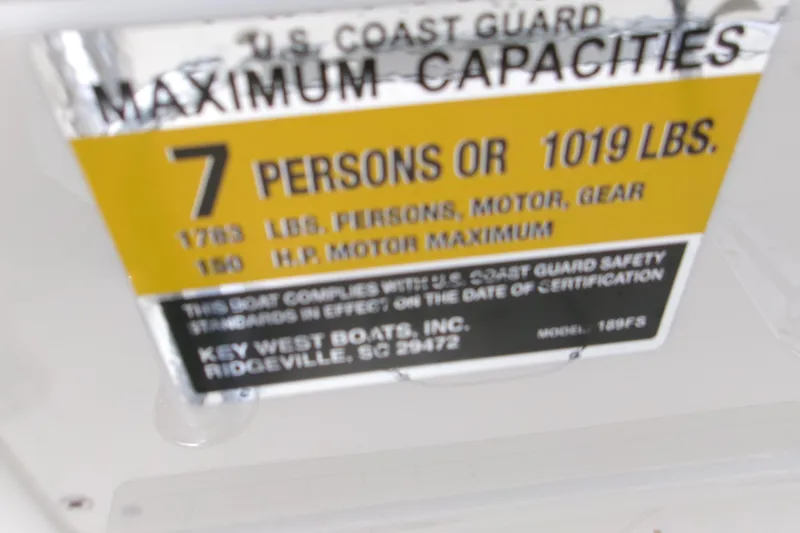 U.S. COAST GUARD
MAXIMUM CAPACITIES
7 PERSONS OR 1019 LBS.
1783 LBS. PERSONS, MOTOR, GEAR
150 H.P. MOTOR MAXIMUM
THIS BOAT COMPLIES WITH U.S. COAST GUARD SAFETY
STANDARDS IN EFFECT ON THE DATE OF CERTIFICATION
KEY WEST BOATS, INC.
RIDGEVILLE, SC 29472
MODEL: 189FS